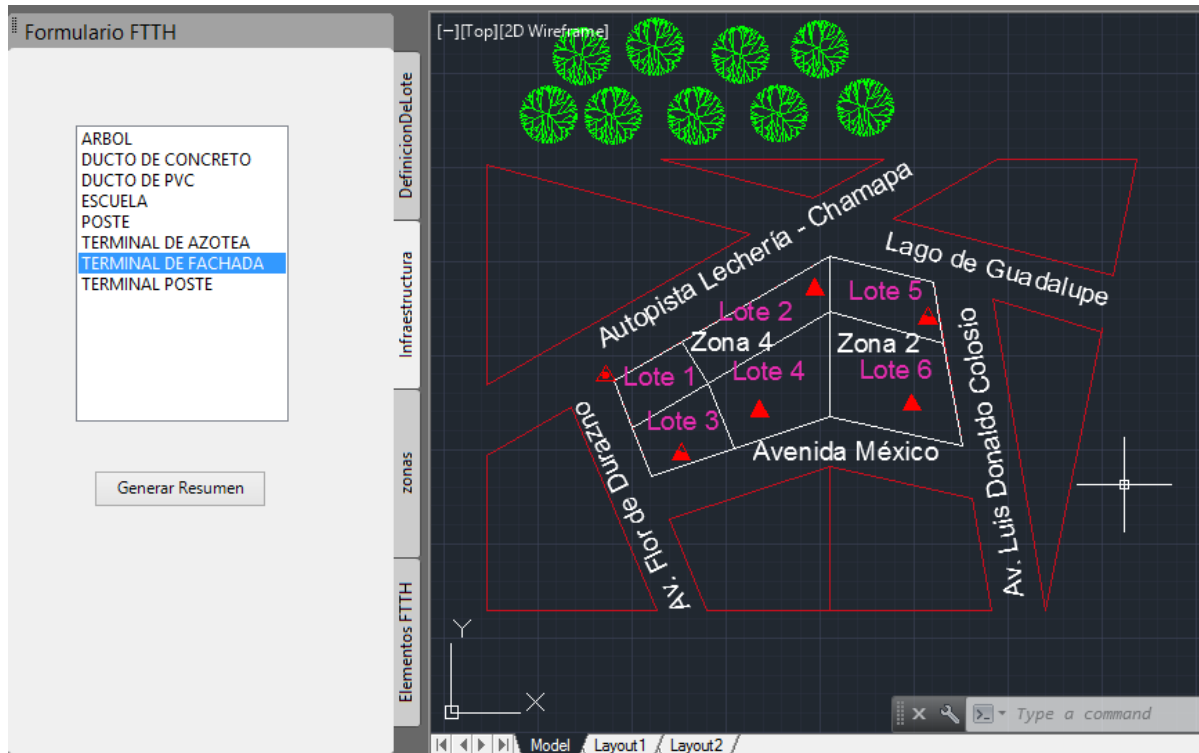 Formulario FTTH
ARBOL
DUCTO DE CONCRETO
DUCTO DE PVC
ESCUELA
POSTE
TERMINAL DE AZOTEA
TERMINAL DE FACHADA
TERMINAL POSTE
Generar Resumen
DefinicionDeLote
Infraestructura
zonas
Elementos FTTH
[−][Top][2D Wireframe]
Autopista Lechería - Chamapa
Lago de Guadalupe
Lote 5
Lote 2
Zona 4
Zona 2
Lote 1
Lote 4
Lote 6
Lote 3
Avenida México
Av. Flor de Durazno
Av. Luis Donaldo Colosio
Y
X
Type a command
Model
Layout1
Layout2